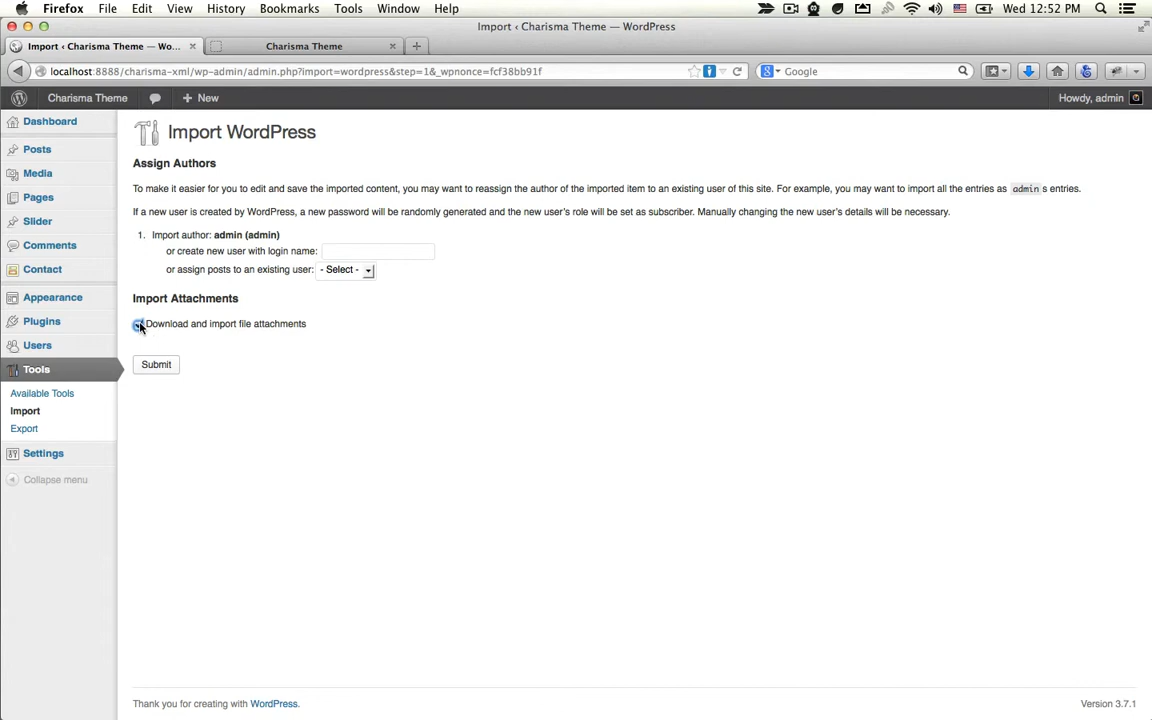 Firefox File Edit View History Bookmarks Tools Window Help Wed 12:52 PM
Import ‹ Charisma Theme — WordPress
Import ‹ Charisma Theme — Wo... Charisma Theme
localhost:8888/charisma-xml/wp-admin/admin.php?import=wordpress&step=1&_wpnonce=fcf38bb91f Google
Charisma Theme + New Howdy, admin
Dashboard
Posts
Media
Pages
Slider
Comments
Contact
Appearance
Plugins
Users
Tools
Available Tools
Import
Export
Settings
Collapse menu
Import WordPress
Assign Authors
To make it easier for you to edit and save the imported content, you may want to reassign the author of the imported item to an existing user of this site. For example, you may want to import all the entries as admin s entries.
If a new user is created by WordPress, a new password will be randomly generated and the new user's role will be set as subscriber. Manually changing the new user's details will be necessary.
1. Import author: admin (admin)
or create new user with login name:
or assign posts to an existing user: - Select -
Import Attachments
Download and import file attachments
Submit
Thank you for creating with WordPress. Version 3.7.1